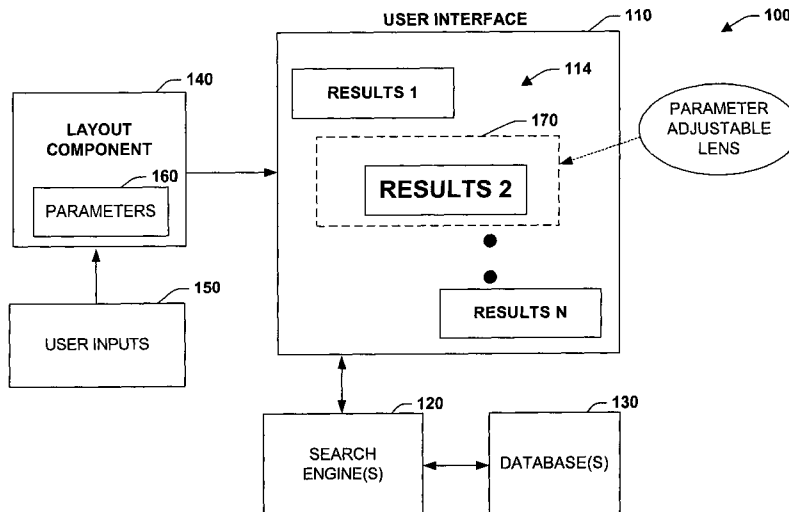 USER INTERFACE
110
100
140
LAYOUT
COMPONENT
160
PARAMETERS
RESULTS 1
114
170
PARAMETER
ADJUSTABLE
LENS
RESULTS 2
150
USER INPUTS
RESULTS N
120
SEARCH
ENGINE(S)
130
DATABASE(S)